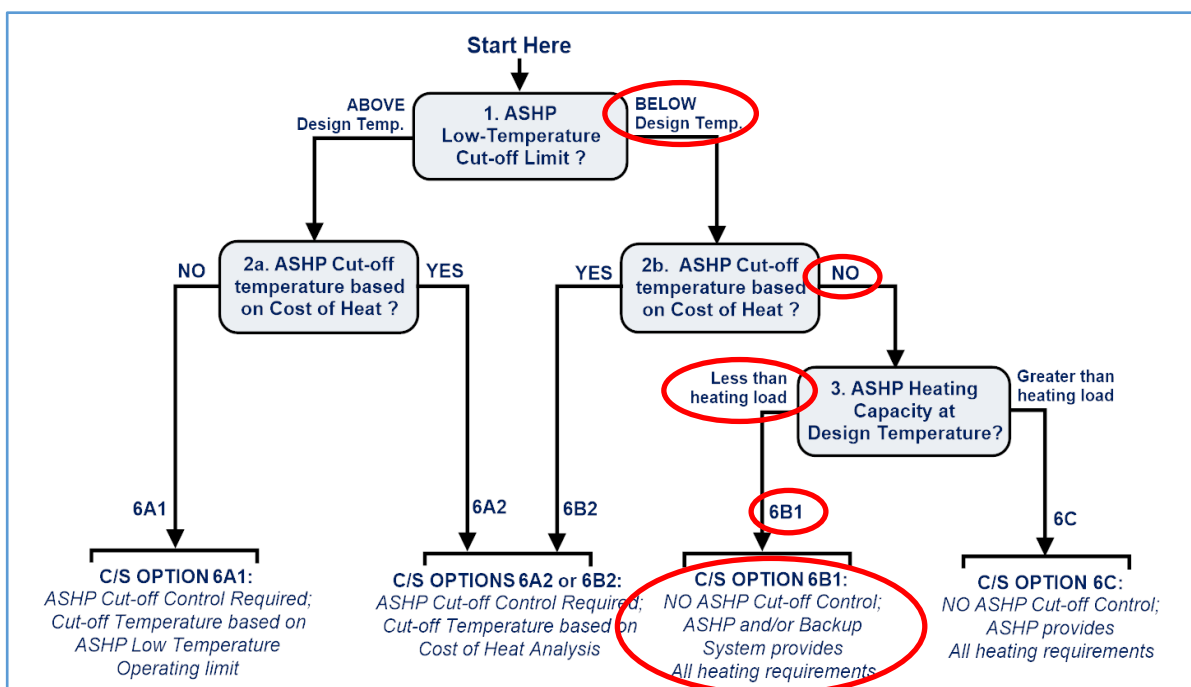 Start Here
ABOVE
Design Temp.
1. ASHP
Low-Temperature
Cut-off Limit ?
BELOW
Design Temp.
NO
2a. ASHP Cut-off
temperature based
on Cost of Heat ?
YES
YES
2b. ASHP Cut-off
temperature based
on Cost of Heat ?
NO
Less than
heating load
3. ASHP Heating
Capacity at
Design Temperature?
Greater than
heating load
6A1
6A2
6B2
6B1
6C
C/S OPTION 6A1:
ASHP Cut-off Control Required;
Cut-off Temperature based on
ASHP Low Temperature
Operating limit
C/S OPTIONS 6A2 or 6B2:
ASHP Cut-off Control Required;
Cut-off Temperature based on
Cost of Heat Analysis
C/S OPTION 6B1:
NO ASHP Cut-off Control;
ASHP and/or Backup
System provides
All heating requirements
C/S OPTION 6C:
NO ASHP Cut-off Control;
ASHP provides
All heating requirements